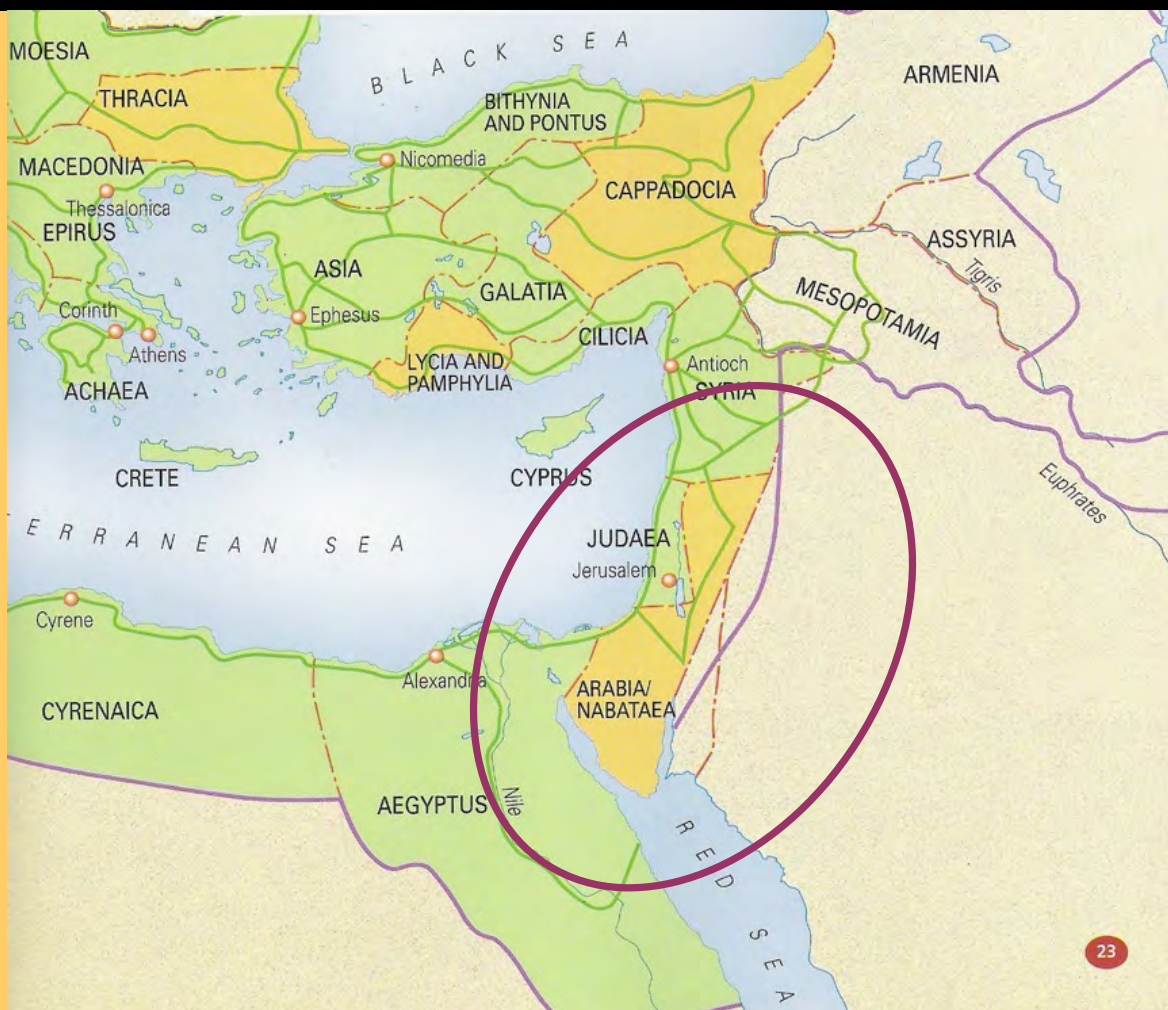 MOESIA
BLACK SEA
ARMENIA
THRACIA
BITHYNIA
AND PONTUS
MACEDONIA
Nicomedia
CAPPADOCIA
Thessalonica
EPIRUS
ASSYRIA
ASIA
Tigris
GALATIA
MESOPOTAMIA
Corinth
Ephesus
CILICIA
Athens
LYCIA AND
PAMPHYLIA
Antioch
ACHAEA
SYRIA
CRETE
CYPRUS
Euphrates
ERRANEAN SEA
JUDAEA
Jerusalem
Cyrene
Alexandria
ARABIA/
NABATAEA
CYRENAICA
AEGYPTUS
Nile
RED SEA
23